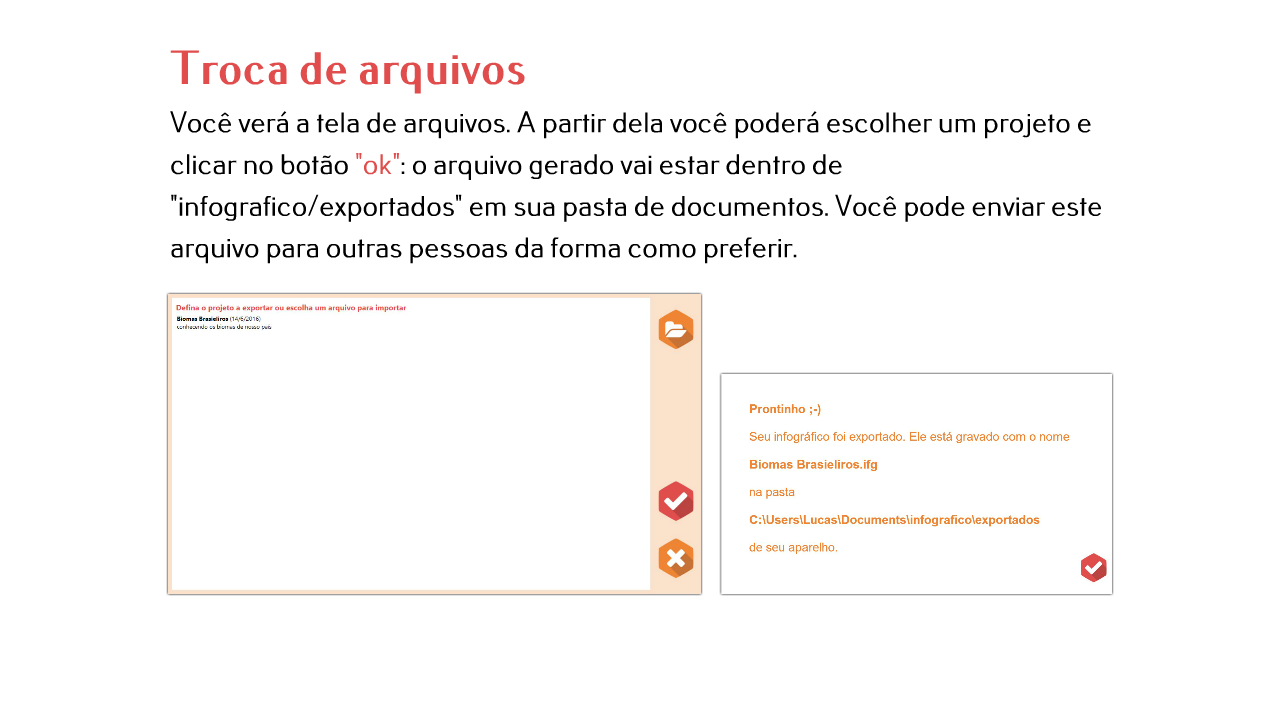 Troca de arquivos
Você verá a tela de arquivos. A partir dela você poderá escolher um projeto e
clicar no botão "ok": o arquivo gerado vai estar dentro de
"infografico/exportados" em sua pasta de documentos. Você pode enviar este
arquivo para outras pessoas da forma como preferir.
Defina o projeto a exportar ou escolha um arquivo para importar
Biomas Brasieliros (14/6/2016)
conhecendo os biomas de nosso país
Prontinho ;-)
Seu infográfico foi exportado. Ele está gravado com o nome
Biomas Brasieliros.ifg
na pasta
C:\Users\Lucas\Documents\infografico\exportados
de seu aparelho.